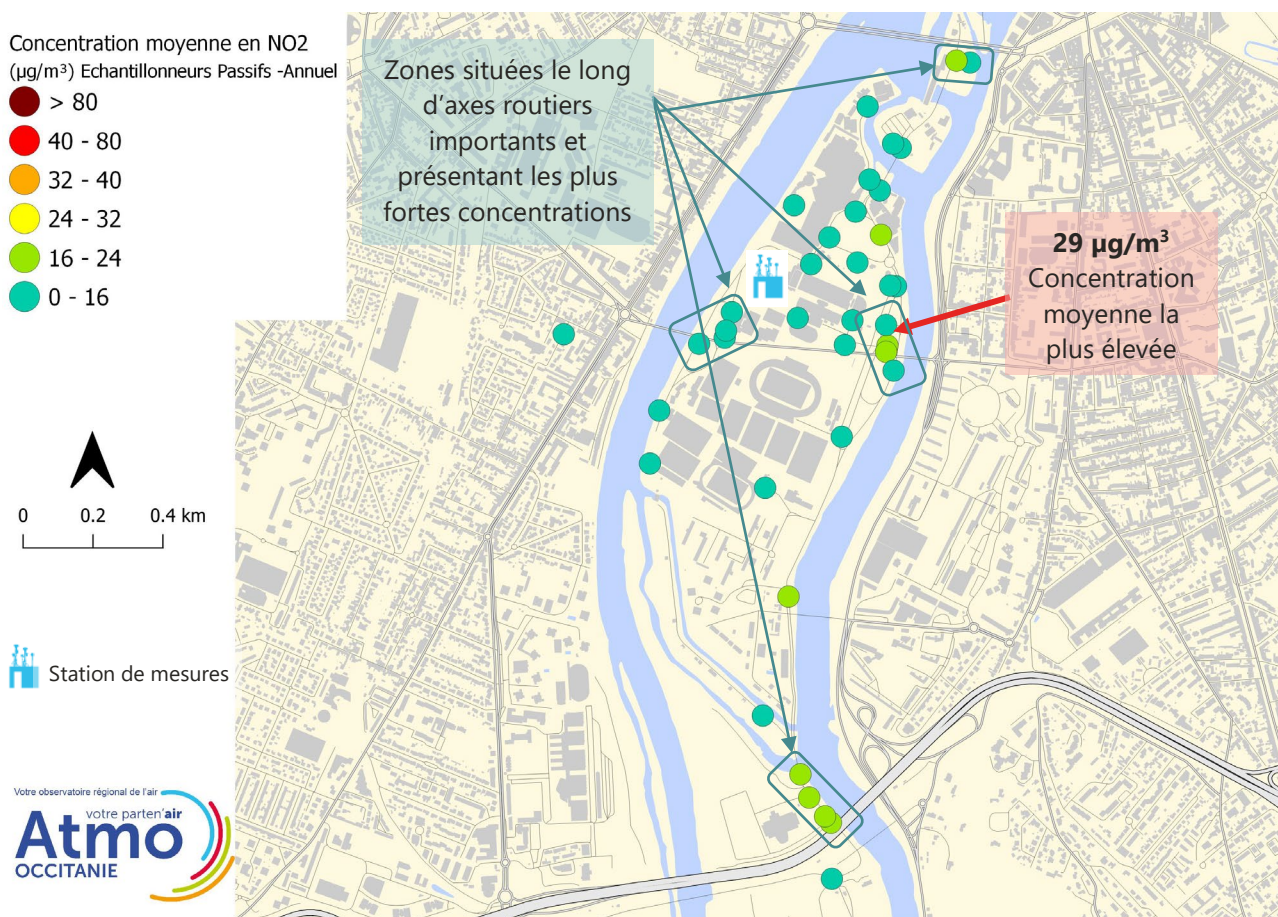 Concentration moyenne en NO2
(µg/m³) Echantillonneurs Passifs -Annuel
> 80
40 - 80
32 - 40
24 - 32
16 - 24
0 - 16
Zones situées le long
d'axes routiers
importants et
présentant les plus
fortes concentrations
29 µg/m³
Concentration
moyenne la
plus élevée
0 0.2 0.4 km
Station de mesures
Votre observatoire régional de l'air
votre parten'air
Atmo
OCCITANIE